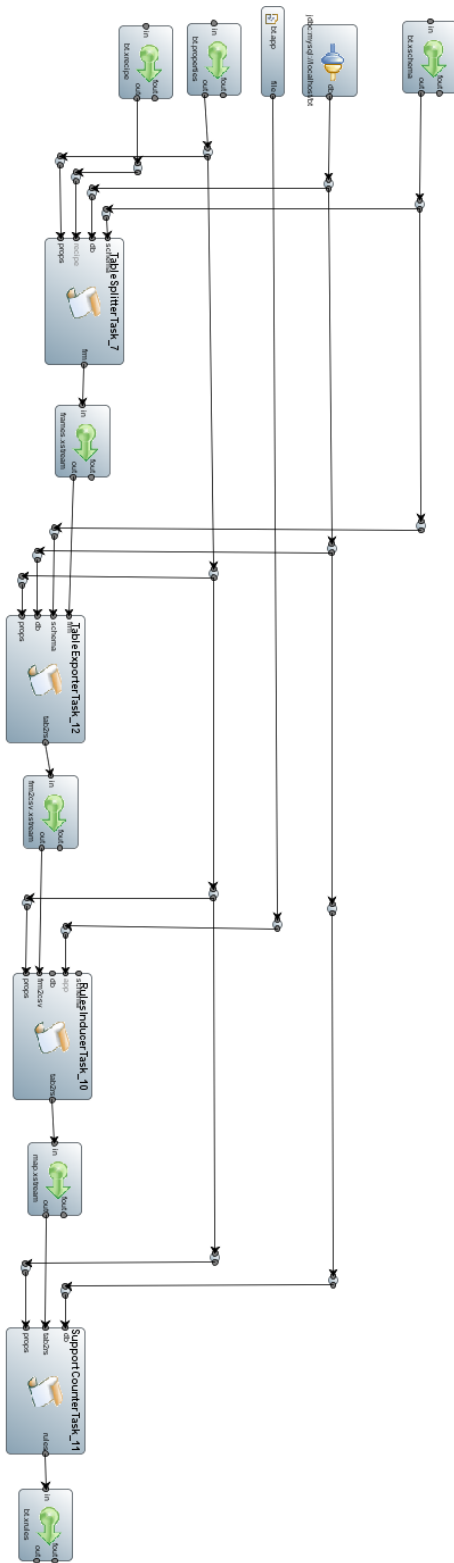 in
bt.xrecipe
fout
out
in
bt.properties
fout
out
bt.app
file
jdbc:mysql://localhost/bt
db
in
bt.xschema
fout
out
TableSplitterTask_7
schema
db
recipe
props
frm
in
frames.xstream
fout
out
TableExporterTask_12
frm
schema
db
props
tab2rs
in
frm2csv.xstream
fout
out
RulesInducerTask_10
schema
app
db
frm2csv
props
tab2rs
in
map.xstream
fout
out
SupportCounterTask_11
db
tab2rs
props
rules
in
bt.xrules
fout
out